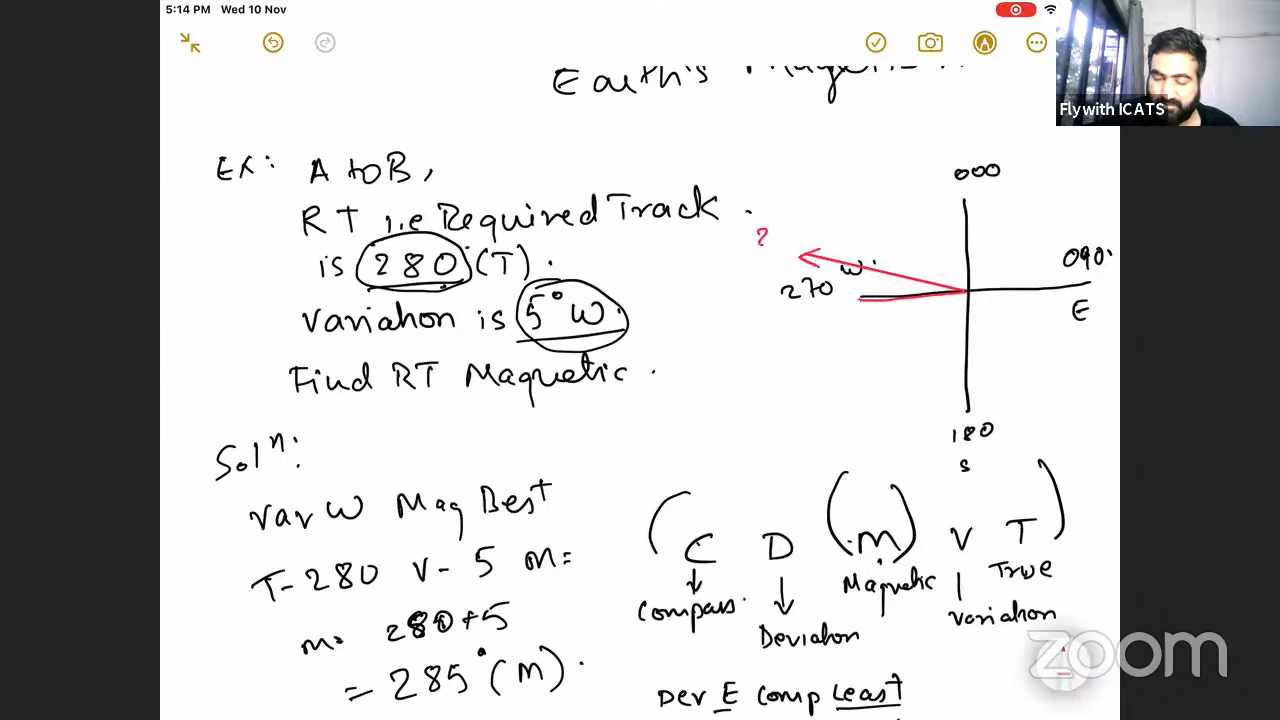 5:14 PM Wed 10 Nov
Earth's
Fly with ICATS
Ex: A to B,
RT i.e Required Track.
is 280 (T).
Variation is 5° W.
Find RT Magnetic.
000
?
W.
270
090.
E
180
S
Solⁿ:
Var W Mag Best
T-280 V- 5 M=
M= 280+5
= 285° (M).
( C D (M) V T )
Compass.
Deviation
Magnetic
Variation
True
Dev E Comp Least
zoom